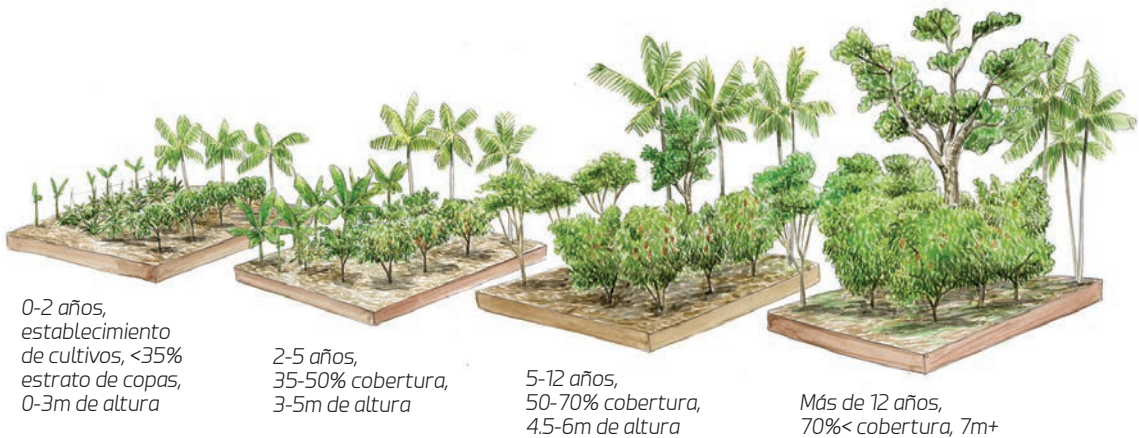 0-2 años,
establecimiento
de cultivos, <35%
estrato de copas,
0-3m de altura
2-5 años,
35-50% cobertura,
3-5m de altura
5-12 años,
50-70% cobertura,
4.5-6m de altura
Más de 12 años,
70%< cobertura, 7m+